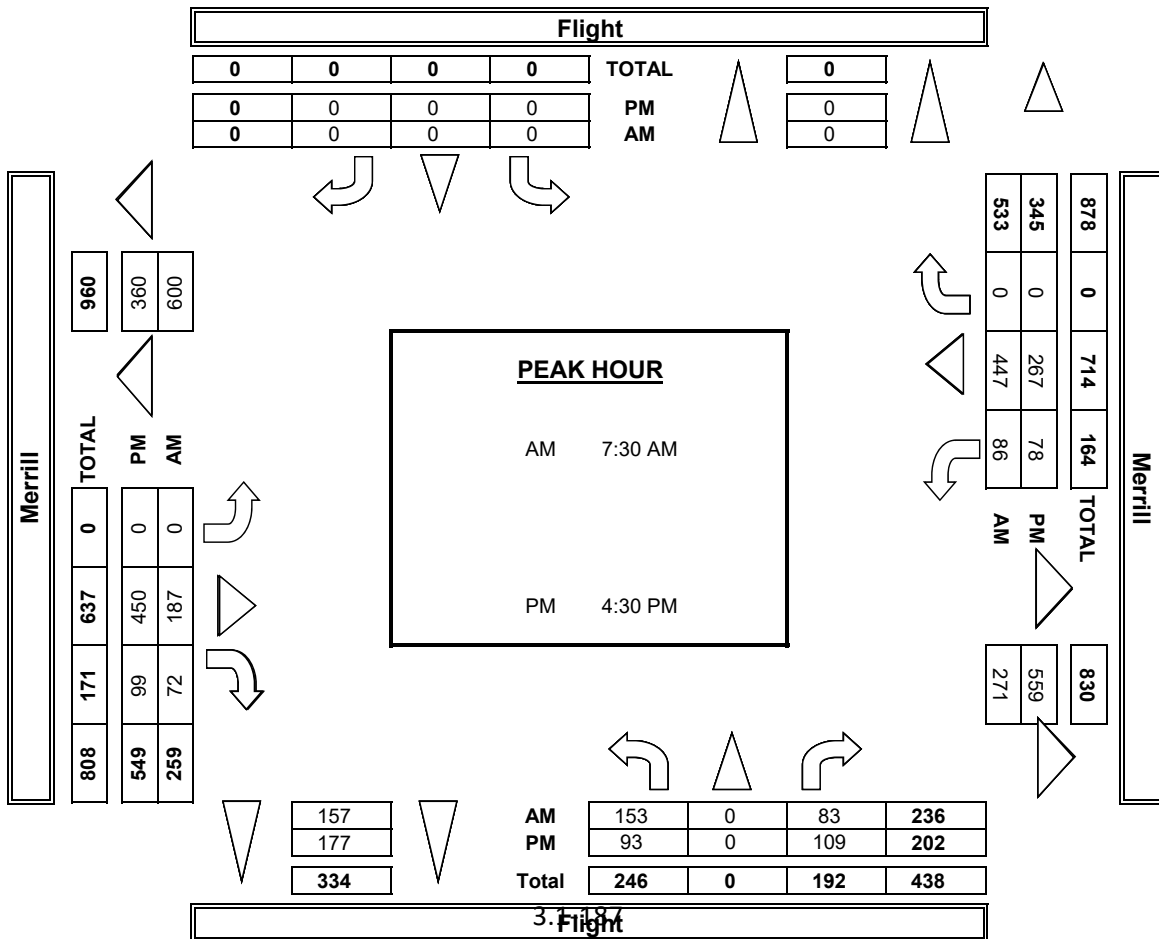 Flight
0 0 0 0 TOTAL 0
0 0 0 0 PM 0
0 0 0 0 AM 0
Merrill
960
360
600
TOTAL
PM
AM
0 637 171 808
0 450 99 549
0 187 72 259
PEAK HOUR
AM 7:30 AM
PM 4:30 PM
878 0 714 164 TOTAL
345 0 267 78 PM
533 0 447 86 AM
830
559
271
Merrill
157 AM 153 0 83 236
177 PM 93 0 109 202
334 Total 246 0 192 438
3.1-187
Flight